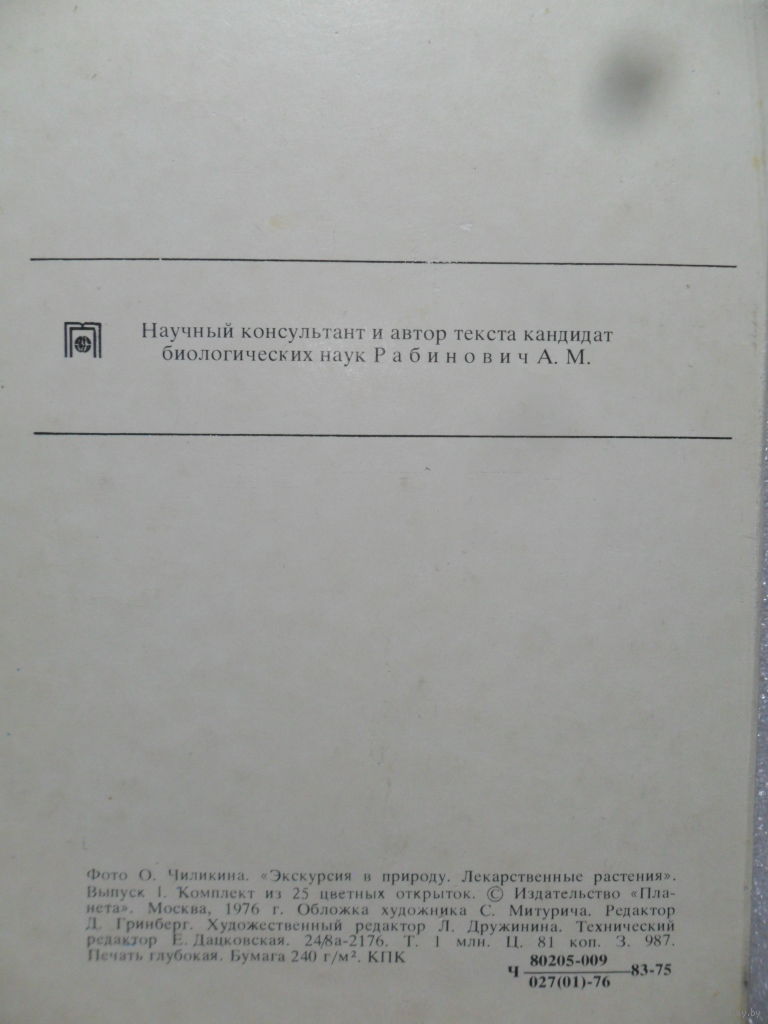 Научный консультант и автор текста кандидат
биологических наук Рабинович А. М.
Фото О. Чиликина. «Экскурсия в природу. Лекарственные растения».
Выпуск 1. Комплект из 25 цветных открыток. © Издательство «Пла-
нета». Москва, 1976 г. Обложка художника С. Митурича. Редактор
Д. Гринберг. Художественный редактор Л. Дружинина. Технический
редактор Е. Дацковская. 24/8а-2176. Т. 1 млн. Ц. 81 коп. З. 987.
Печать глубокая. Бумага 240 г/м². КПК
80205-009
Ч 83-75
027(01)-76